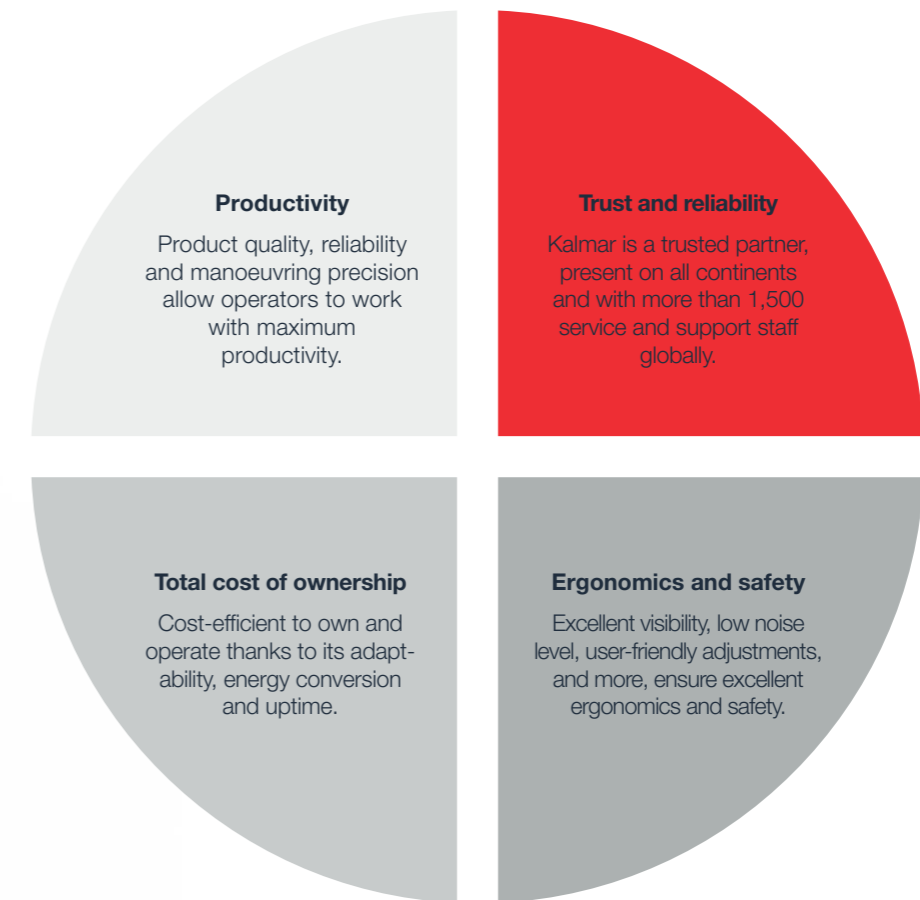 Productivity
Product quality, reliability
and manoeuvring precision
allow operators to work
with maximum
productivity.
Trust and reliability
Kalmar is a trusted partner,
present on all continents
and with more than 1,500
service and support staff
globally.
Total cost of ownership
Cost-efficient to own and
operate thanks to its adapt-
ability, energy conversion
and uptime.
Ergonomics and safety
Excellent visibility, low noise
level, user-friendly adjustments,
and more, ensure excellent
ergonomics and safety.